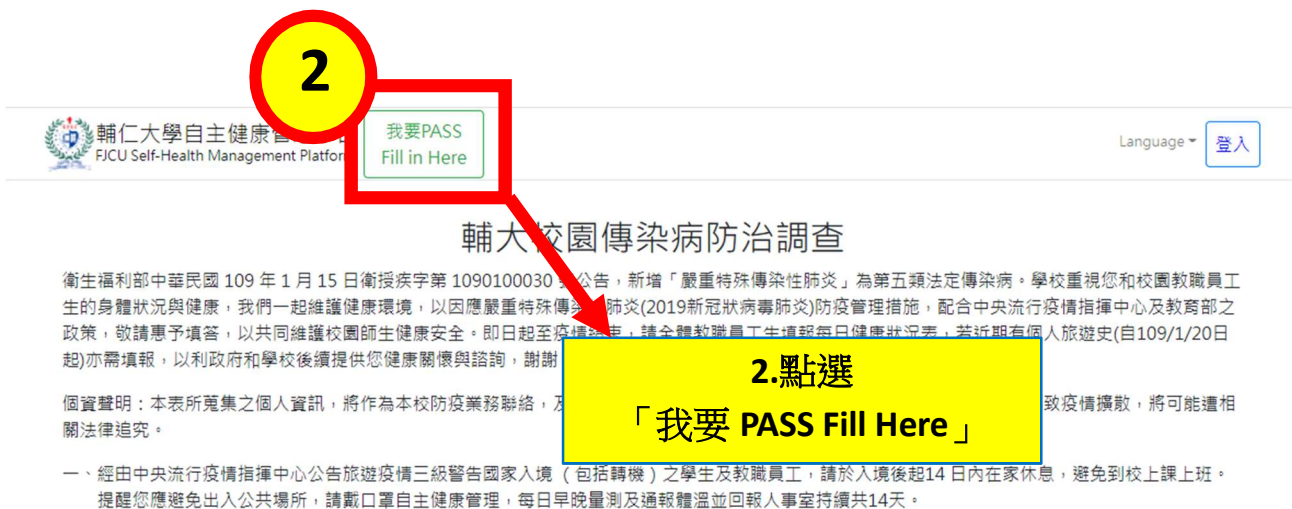 2
輔仁大學自主健康管
我要PASS
FJCU Self-Health Management Platfor
Fill in Here
Language
登入
輔大校園傳染病防治調查
衛生福利部中華民國 109 年 1 月 15 日衛授疾字第 1090100030 公告，新增「嚴重特殊傳染性肺炎」為第五類法定傳染病。學校重視您和校園教職員工
生的身體狀況與健康，我們一起維護健康環境，以因應嚴重特殊傳染 肺炎(2019新冠狀病毒肺炎)防疫管理措施，配合中央流行疫情指揮中心及教育部之
政策，敬請惠予填答，以共同維護校園師生健康安全。即日起至疫情結束，請全體教職員工生填報每日健康狀況表，若近期有個人旅遊史(自109/1/20日
起)亦需填報，以利政府和學校後續提供您健康關懷與諮詢，謝謝
2.點選
「我要 PASS Fill Here」
個資聲明：本表所蒐集之個人資訊，將作為本校防疫業務聯絡，及 致疫情擴散，將可能遭相
關法律追究。
一、經由中央流行疫情指揮中心公告旅遊疫情三級警告國家入境（包括轉機）之學生及教職員工，請於入境後起14 日內在家休息，避免到校上課上班。
提醒您應避免出入公共場所，請戴口罩自主健康管理，每日早晚量測及通報體溫並回報人事室持續共14天。